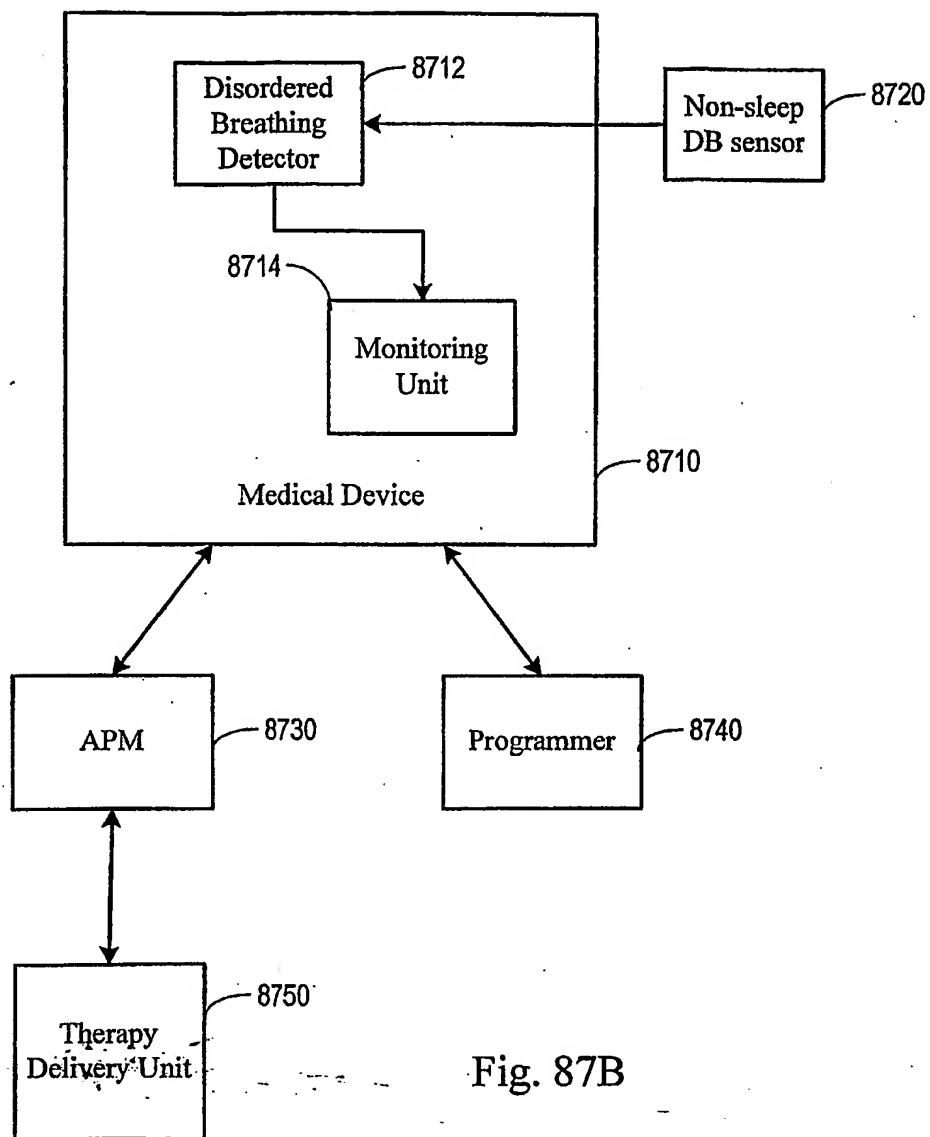 Disordered
Breathing
Detector
8712
Non-sleep
DB sensor
8720
8714
Monitoring
Unit
8710
Medical Device
APM
8730
Programmer
8740
8750
Therapy
Delivery Unit
Fig. 87B